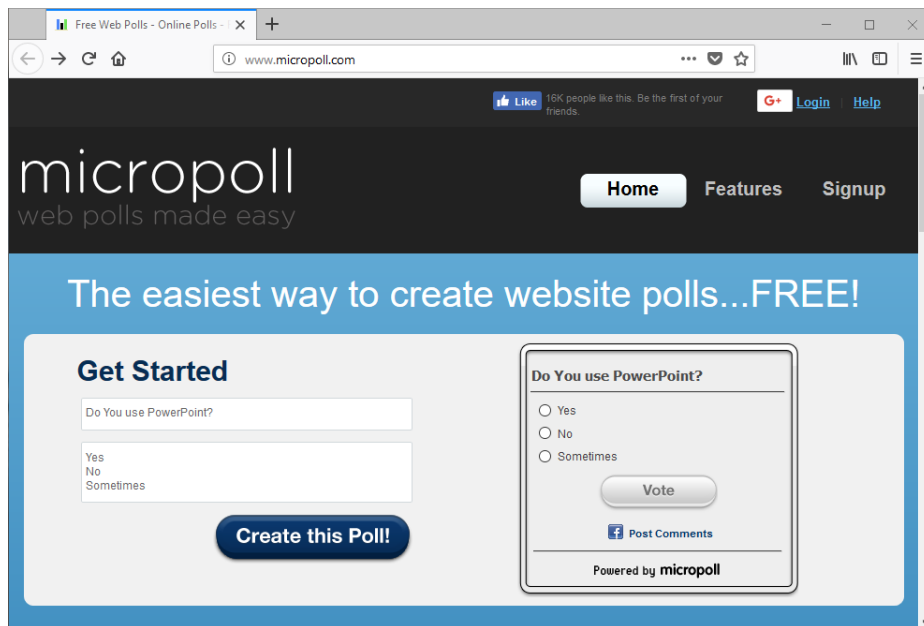 Free Web Polls - Online Polls -
www.micropoll.com
Like
16K people like this. Be the first of your
friends.
G+
Login
Help
micropoll
web polls made easy
Home
Features
Signup
The easiest way to create website polls...FREE!
Get Started
Do You use PowerPoint?
Yes
No
Sometimes
Create this Poll!
Do You use PowerPoint?
Yes
No
Sometimes
Vote
Post Comments
Powered by micropoll